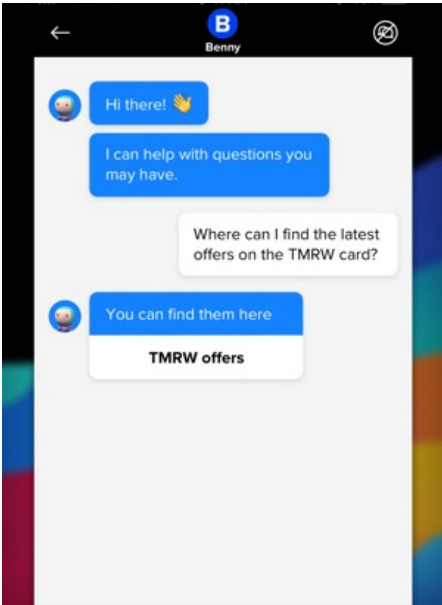 B
Benny
Hi there! 👋
I can help with questions you
may have.
Where can I find the latest
offers on the TMRW card?
You can find them here
TMRW offers